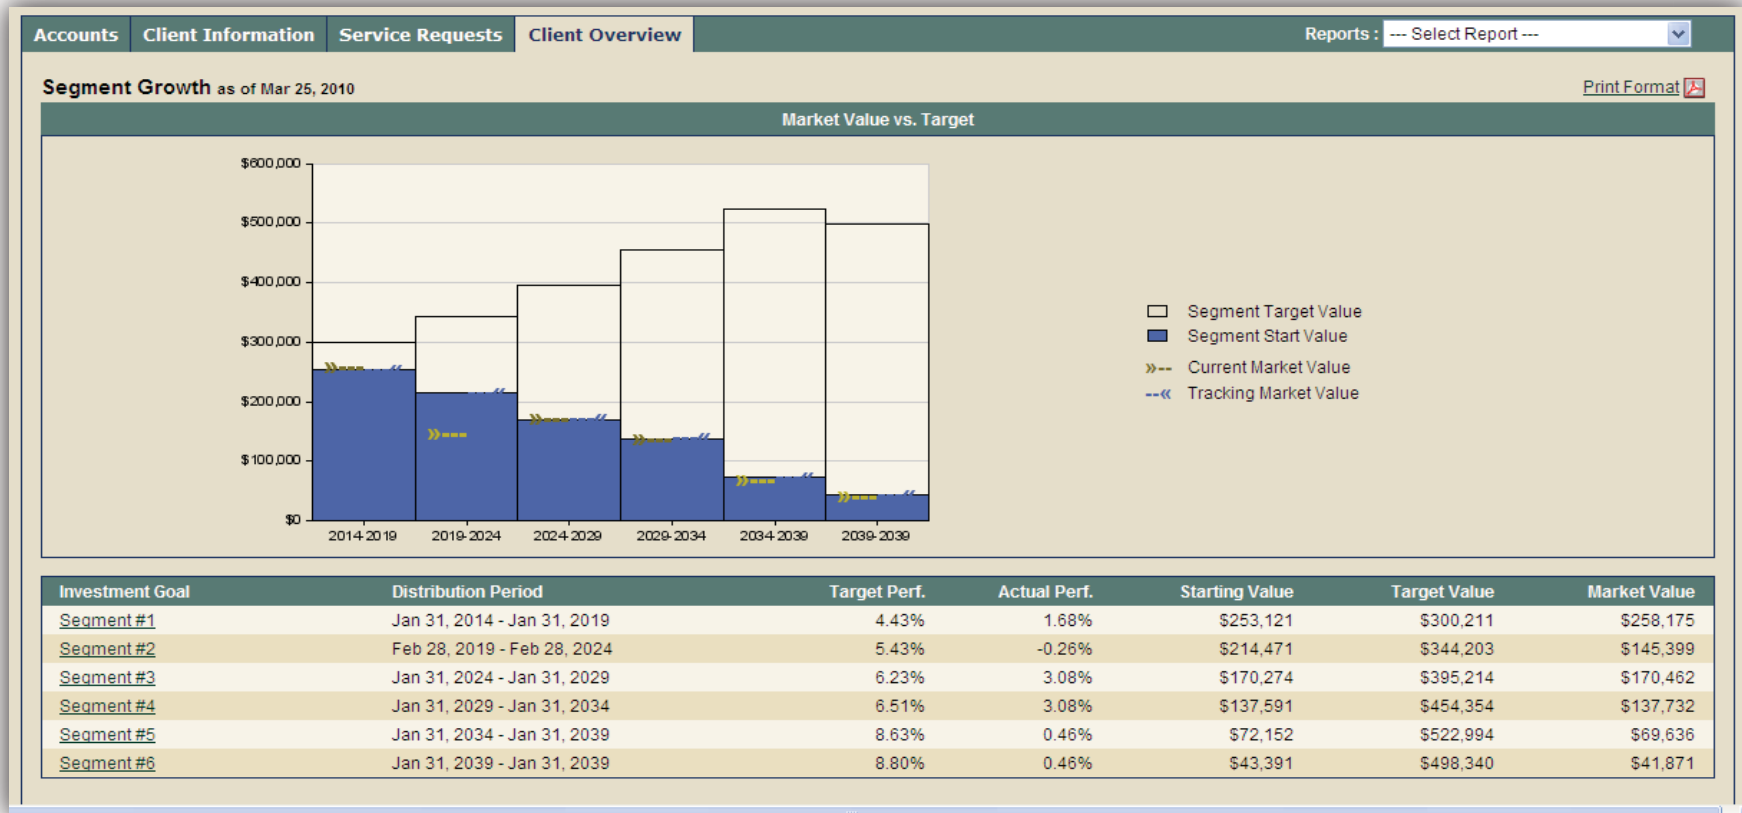 Accounts Client Information Service Requests Client Overview Reports : --- Select Report ---
Segment Growth as of Mar 25, 2010 Print Format
Market Value vs. Target
$600,000
$500,000
$400,000
$300,000
$200,000
$100,000
$0
2014-2019 2019-2024 2024-2029 2029-2034 2034-2039 2039-2039
Segment Target Value
Segment Start Value
Current Market Value
Tracking Market Value
Investment Goal Distribution Period Target Perf. Actual Perf. Starting Value Target Value Market Value
Segment #1 Jan 31, 2014 - Jan 31, 2019 4.43% 1.68% $253,121 $300,211 $258,175
Segment #2 Feb 28, 2019 - Feb 28, 2024 5.43% -0.26% $214,471 $344,203 $145,399
Segment #3 Jan 31, 2024 - Jan 31, 2029 6.23% 3.08% $170,274 $395,214 $170,462
Segment #4 Jan 31, 2029 - Jan 31, 2034 6.51% 3.08% $137,591 $454,354 $137,732
Segment #5 Jan 31, 2034 - Jan 31, 2039 8.63% 0.46% $72,152 $522,994 $69,636
Segment #6 Jan 31, 2039 - Jan 31, 2039 8.80% 0.46% $43,391 $498,340 $41,871